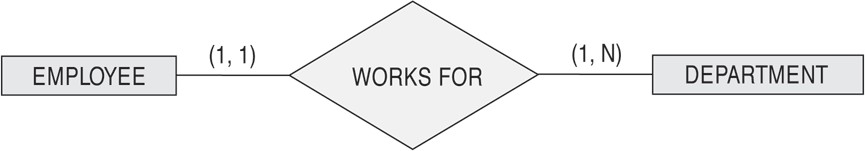 EMPLOYEE (1, 1) WORKS FOR (1, N) DEPARTMENT